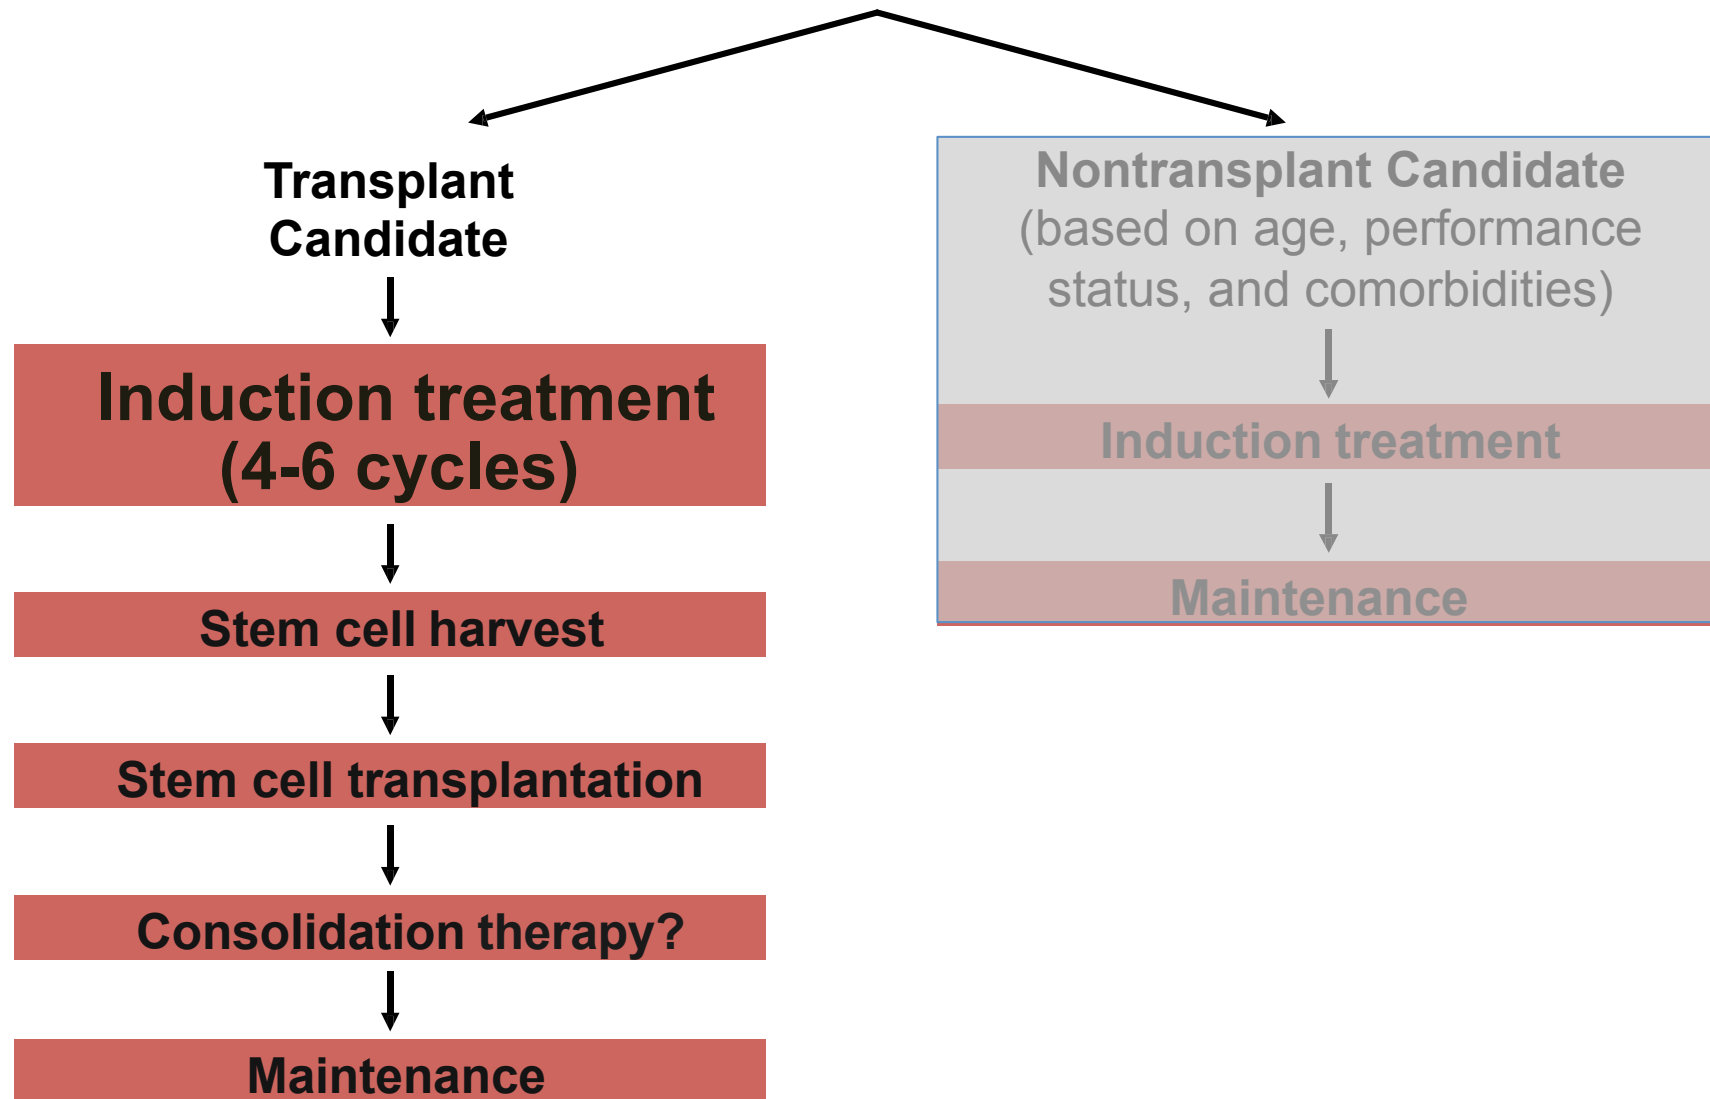 Transplant
Candidate
Induction treatment
(4-6 cycles)
Stem cell harvest
Stem cell transplantation
Consolidation therapy?
Maintenance
Nontransplant Candidate
(based on age, performance
status, and comorbidities)
Induction treatment
Maintenance